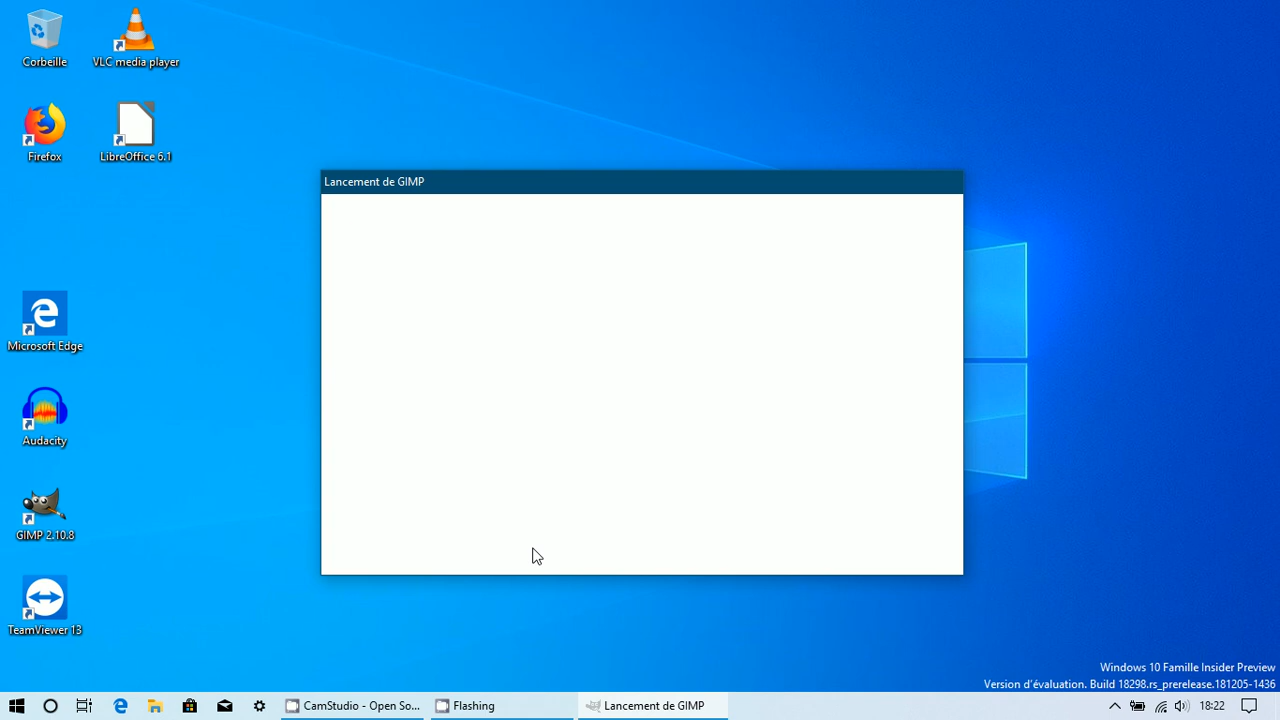 Corbeille
VLC media player
Firefox
LibreOffice 6.1
Lancement de GIMP
Microsoft Edge
Audacity
GIMP 2.10.8
TeamViewer 13
Windows 10 Famille Insider Preview
Version d'évaluation. Build 18298.rs_prerelease.181205-1436
CamStudio - Open So...
Flashing
Lancement de GIMP
18:22